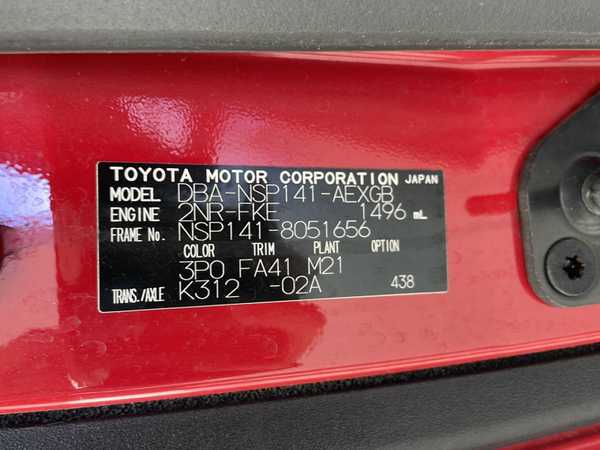 TOYOTA MOTOR CORPORATION JAPAN
MODEL DBA-NSP141-AEXGB
ENGINE 2NR-FKE 1496 mL
FRAME No. NSP141-8051656
COLOR TRIM PLANT OPTION
3P0 FA41 M21
TRANS./AXLE K312 -02A 438